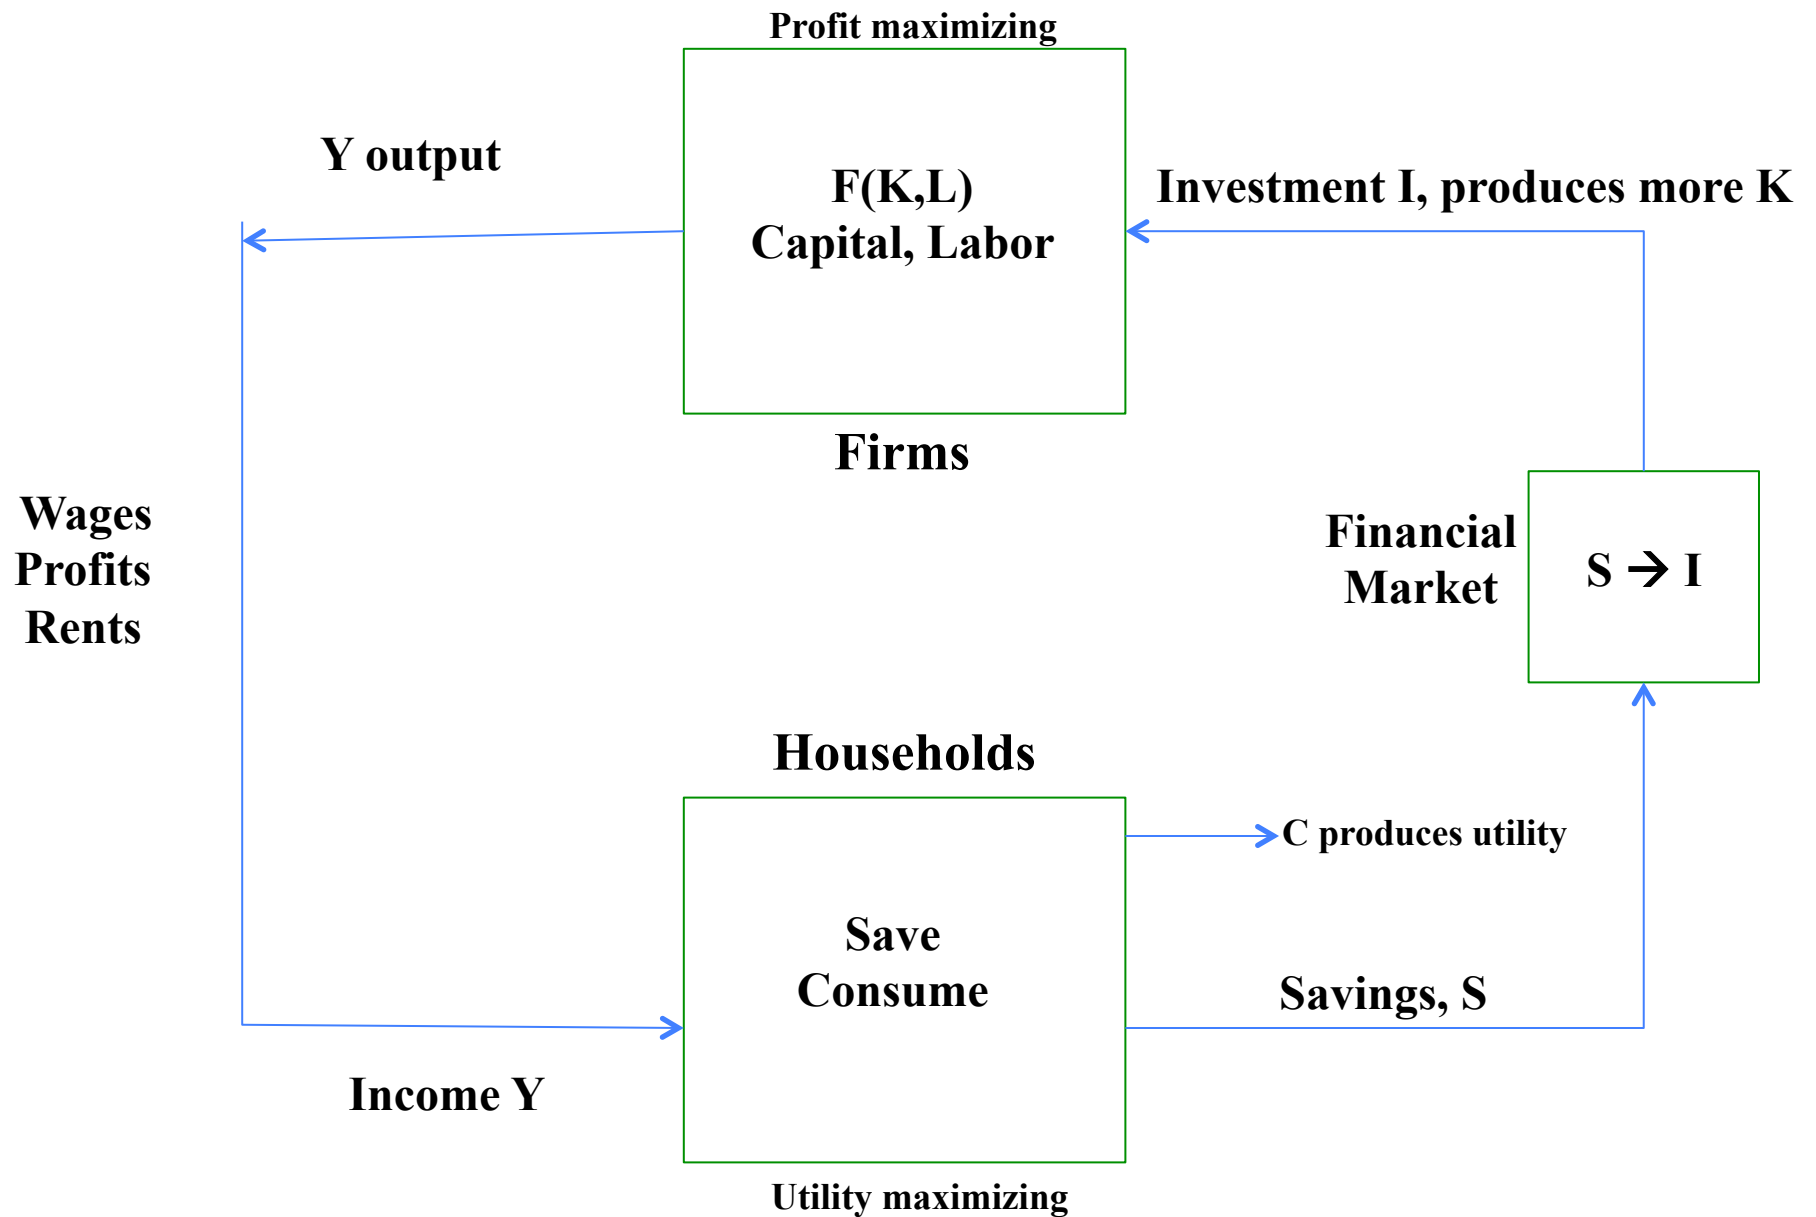 Profit maximizing
Y output
F(K,L)
Capital, Labor
Investment I, produces more K
Firms
Wages
Profits
Rents
Financial
Market
S → I
Households
C produces utility
Save
Consume
Savings, S
Income Y
Utility maximizing